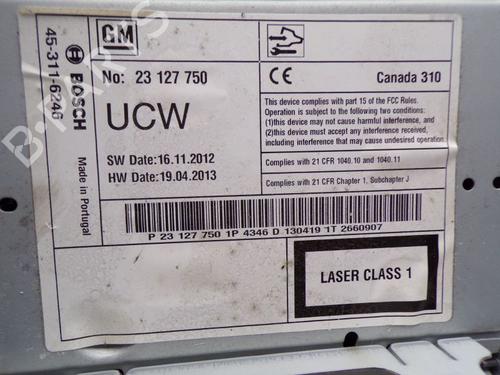 GM
No: 23 127 750
UCW
SW Date:16.11.2012
HW Date:19.04.2013
45-311-6246
BOSCH
Made in Portugal
CE
Canada 310
This device complies with part 15 of the FCC Rules.
Operation is subject to the following two conditions:
(1)this device may not cause harmful interference, and
(2)this device must accept any interference received,
including interference that may cause undesired operation.
Complies with 21 CFR 1040.10 and 1040.11
Complies with 21 CFR Chapter 1, Subchapter J
P 23 127 750 1P 4346 D 130419 1T 2660907
LASER CLASS 1
B-PARTS